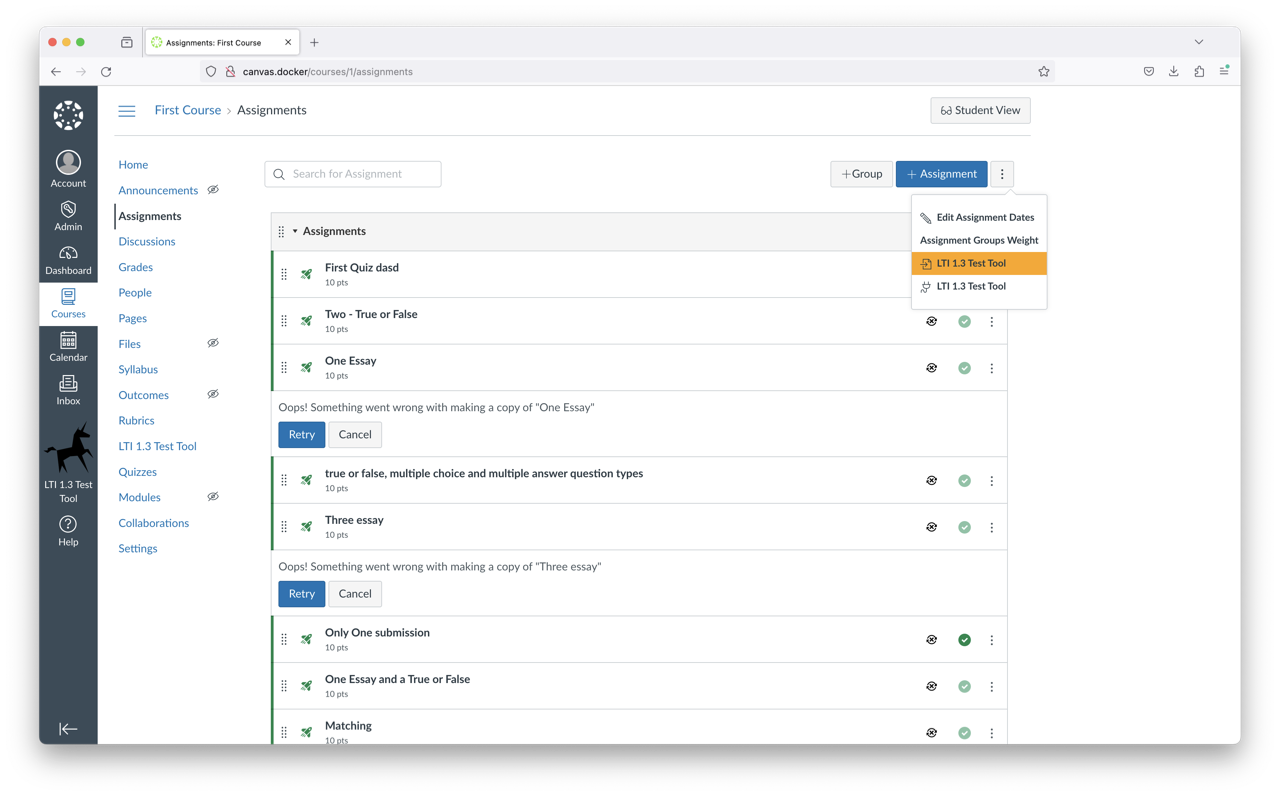 Assignments: First Course
canvas.docker/courses/1/assignments
First Course › Assignments
Student View
Account
Admin
Dashboard
Courses
Calendar
Inbox
LTI 1.3 Test
Tool
Help
Home
Announcements
Assignments
Discussions
Grades
People
Pages
Files
Syllabus
Outcomes
Rubrics
LTI 1.3 Test Tool
Quizzes
Modules
Collaborations
Settings
Search for Assignment
+Group
+ Assignment
Edit Assignment Dates
Assignment Groups Weight
LTI 1.3 Test Tool
LTI 1.3 Test Tool
Assignments
First Quiz dasd
10 pts
Two - True or False
10 pts
One Essay
10 pts
Oops! Something went wrong with making a copy of "One Essay"
Retry
Cancel
true or false, multiple choice and multiple answer question types
10 pts
Three essay
10 pts
Oops! Something went wrong with making a copy of "Three essay"
Retry
Cancel
Only One submission
10 pts
One Essay and a True or False
10 pts
Matching
10 pts